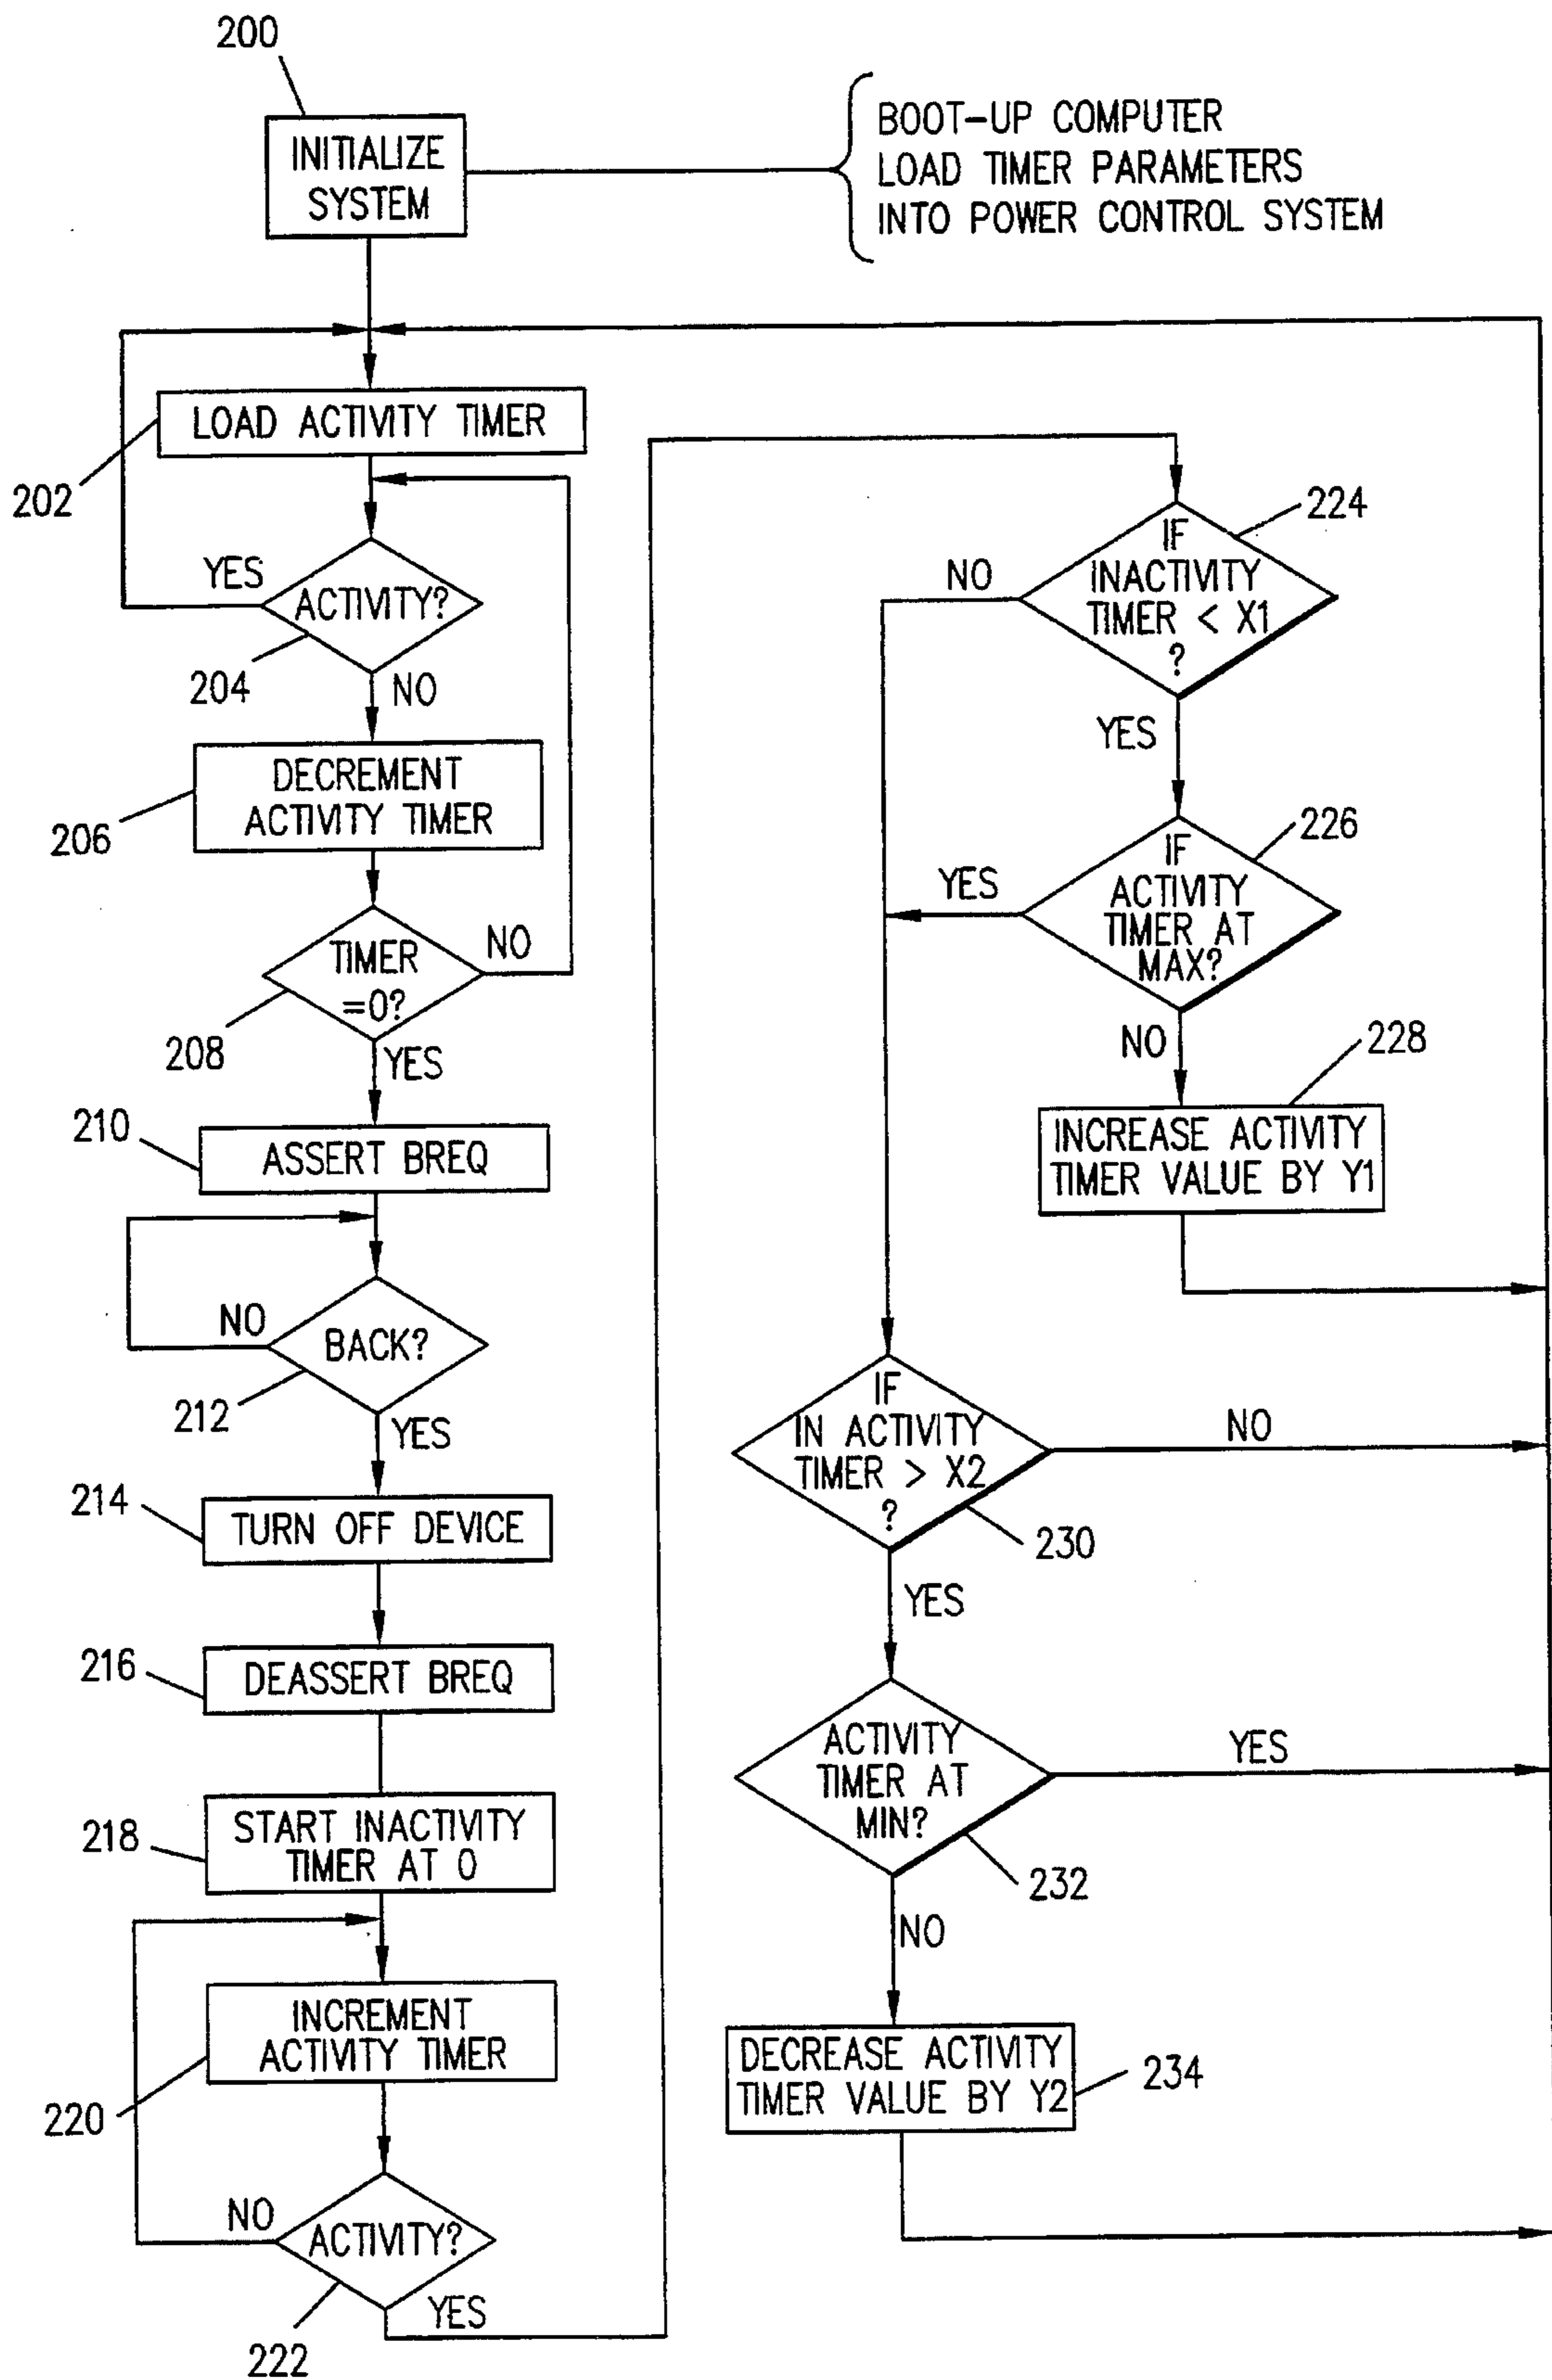 200
INITIALIZE
SYSTEM
BOOT-UP COMPUTER
LOAD TIMER PARAMETERS
INTO POWER CONTROL SYSTEM
LOAD ACTIVITY TIMER
202
YES
ACTIVITY?
204
NO
DECREMENT
ACTIVITY TIMER
206
TIMER
=0?
NO
208
YES
210
ASSERT BREQ
NO
BACK?
212
YES
214
TURN OFF DEVICE
216
DEASSERT BREQ
218
START INACTIVITY
TIMER AT 0
INCREMENT
ACTIVITY TIMER
220
NO
ACTIVITY?
YES
222
224
IF
INACTIVITY
TIMER < X1
?
NO
YES
226
IF
ACTIVITY
TIMER AT
MAX?
YES
NO
228
INCREASE ACTIVITY
TIMER VALUE BY Y1
IF
IN ACTIVITY
TIMER > X2
?
NO
230
YES
ACTIVITY
TIMER AT
MIN?
YES
232
NO
DECREASE ACTIVITY
TIMER VALUE BY Y2
234